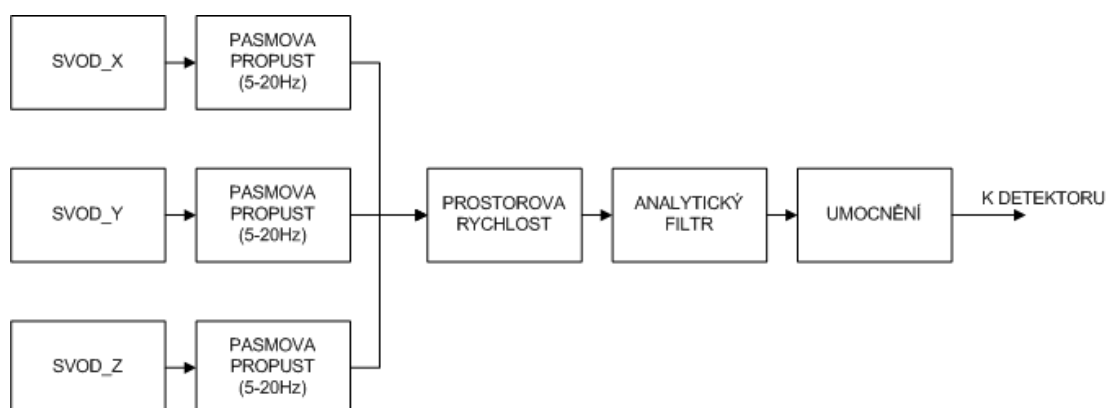 SVOD_X
PASMOVA
PROPUST
(5-20Hz)
SVOD_Y
PASMOVA
PROPUST
(5-20Hz)
PROSTOROVA
RYCHLOST
ANALYTICKÝ
FILTR
UMOCNĚNÍ
K DETEKTORU
SVOD_Z
PASMOVA
PROPUST
(5-20Hz)